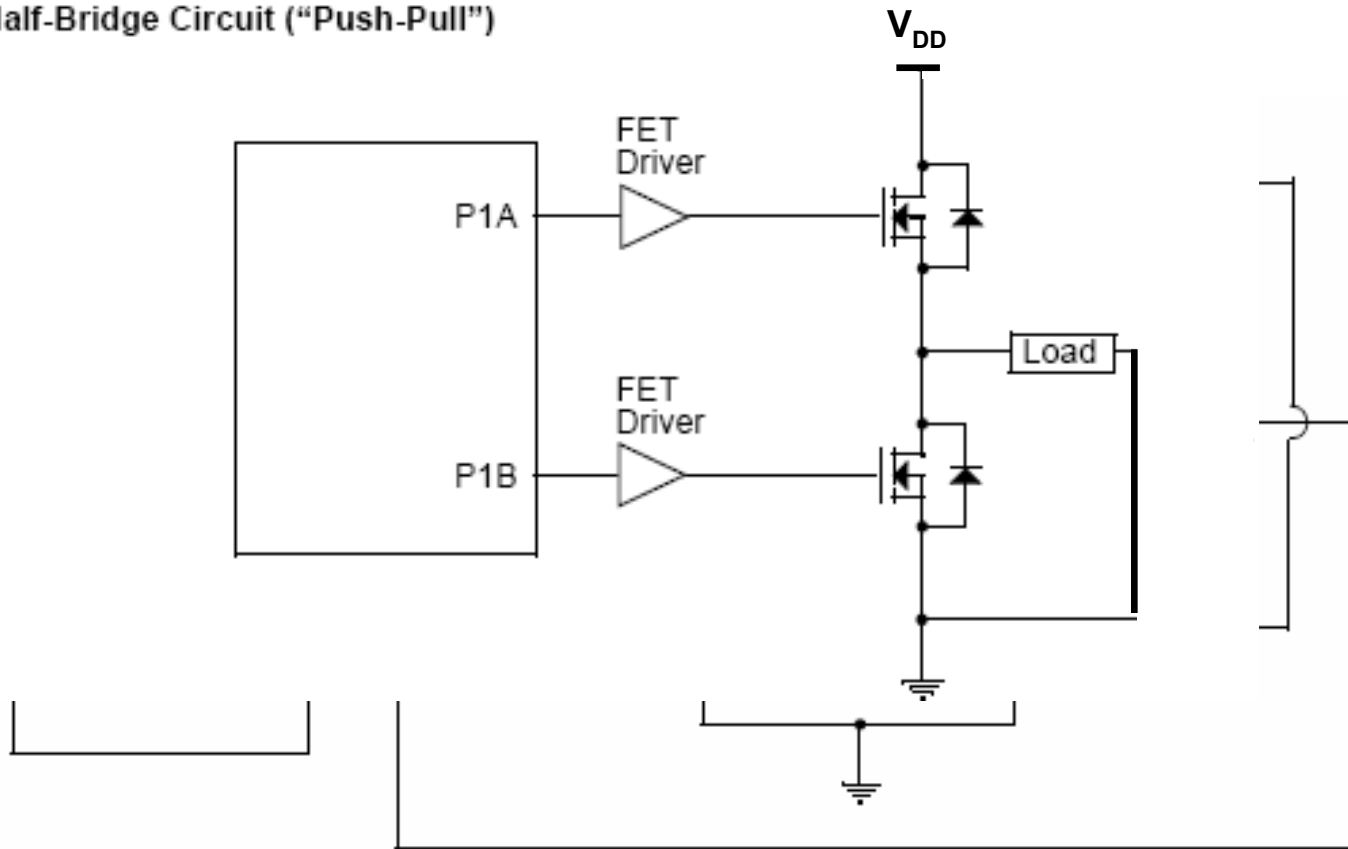 alf-Bridge Circuit (“Push-Pull”)
VDD
FET
Driver
P1A
Load
FET
Driver
P1B